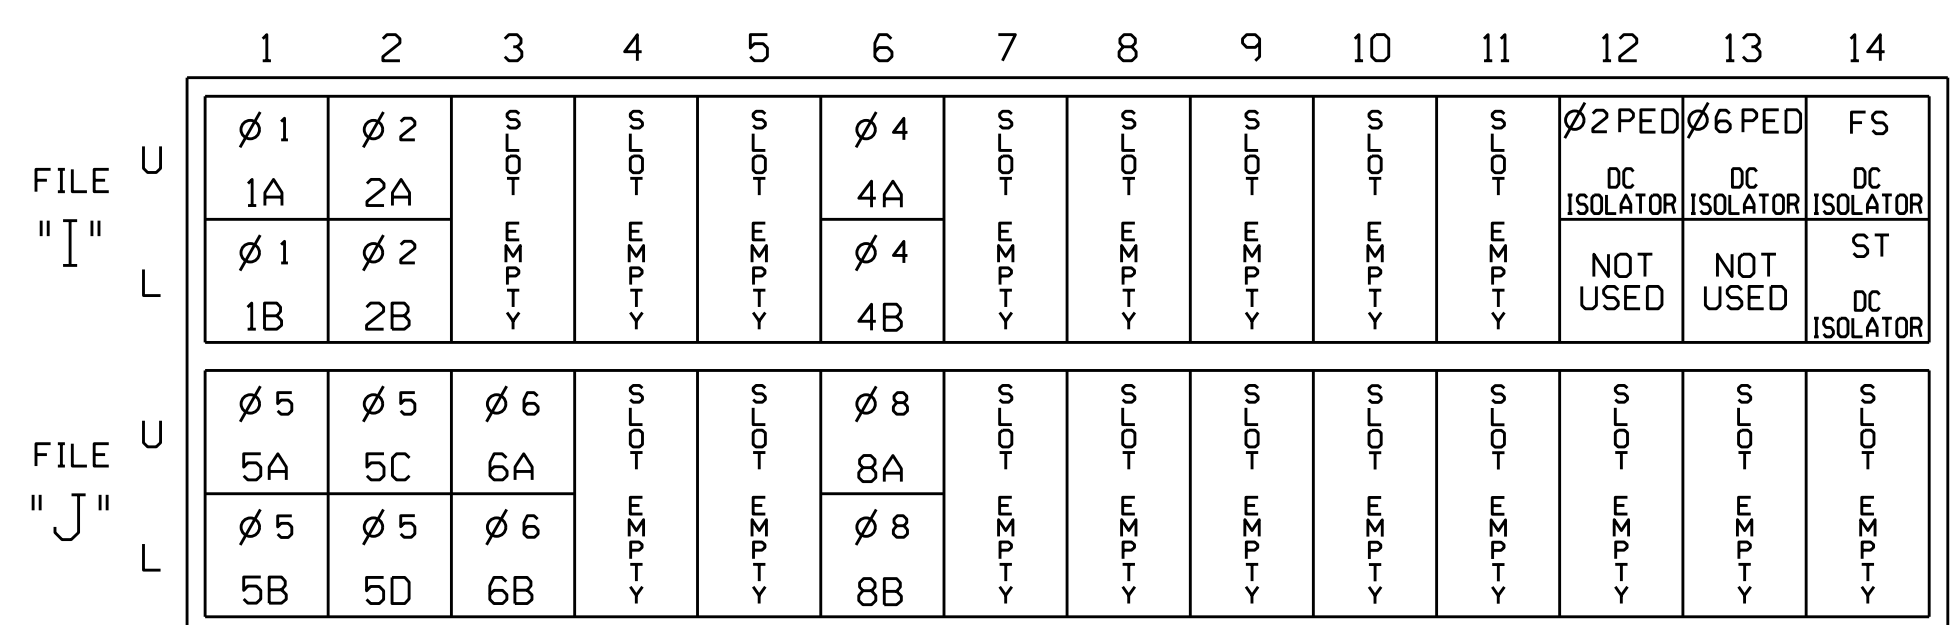 1 2 3 4 5 6 7 8 9 10 11 12 13 14
FILE "I"
U
Ø 1 1A
Ø 2 2A
SLOT EMPTY
SLOT EMPTY
SLOT EMPTY
Ø 4 4A
SLOT EMPTY
SLOT EMPTY
SLOT EMPTY
SLOT EMPTY
SLOT EMPTY
Ø2 PED DC ISOLATOR
Ø6 PED DC ISOLATOR
FS DC ISOLATOR
L
Ø 1 1B
Ø 2 2B
Ø 4 4B
NOT USED
NOT USED
ST DC ISOLATOR
FILE "J"
U
Ø 5 5A
Ø 5 5C
Ø 6 6A
SLOT EMPTY
SLOT EMPTY
Ø 8 8A
SLOT EMPTY
SLOT EMPTY
SLOT EMPTY
SLOT EMPTY
SLOT EMPTY
SLOT EMPTY
SLOT EMPTY
SLOT EMPTY
L
Ø 5 5B
Ø 5 5D
Ø 6 6B
Ø 8 8B